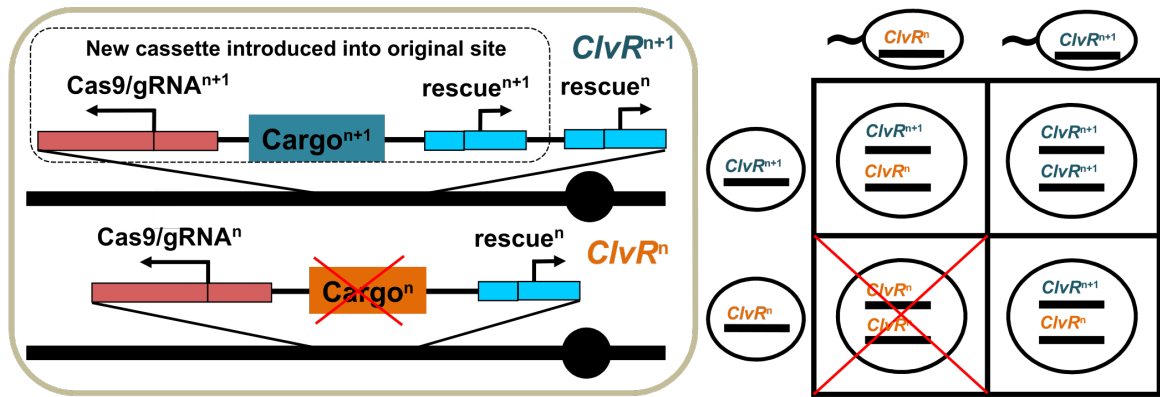 New cassette introduced into original site
ClvRⁿ⁺¹
Cas9/gRNAⁿ⁺¹
rescueⁿ⁺¹
rescueⁿ
Cargoⁿ⁺¹
Cas9/gRNAⁿ
rescueⁿ
ClvRⁿ
Cargoⁿ
ClvRⁿ
ClvRⁿ⁺¹
ClvRⁿ⁺¹
ClvRⁿ⁺¹
ClvRⁿ
ClvRⁿ⁺¹
ClvRⁿ⁺¹
ClvRⁿ
ClvRⁿ
ClvRⁿ
ClvRⁿ⁺¹
ClvRⁿ